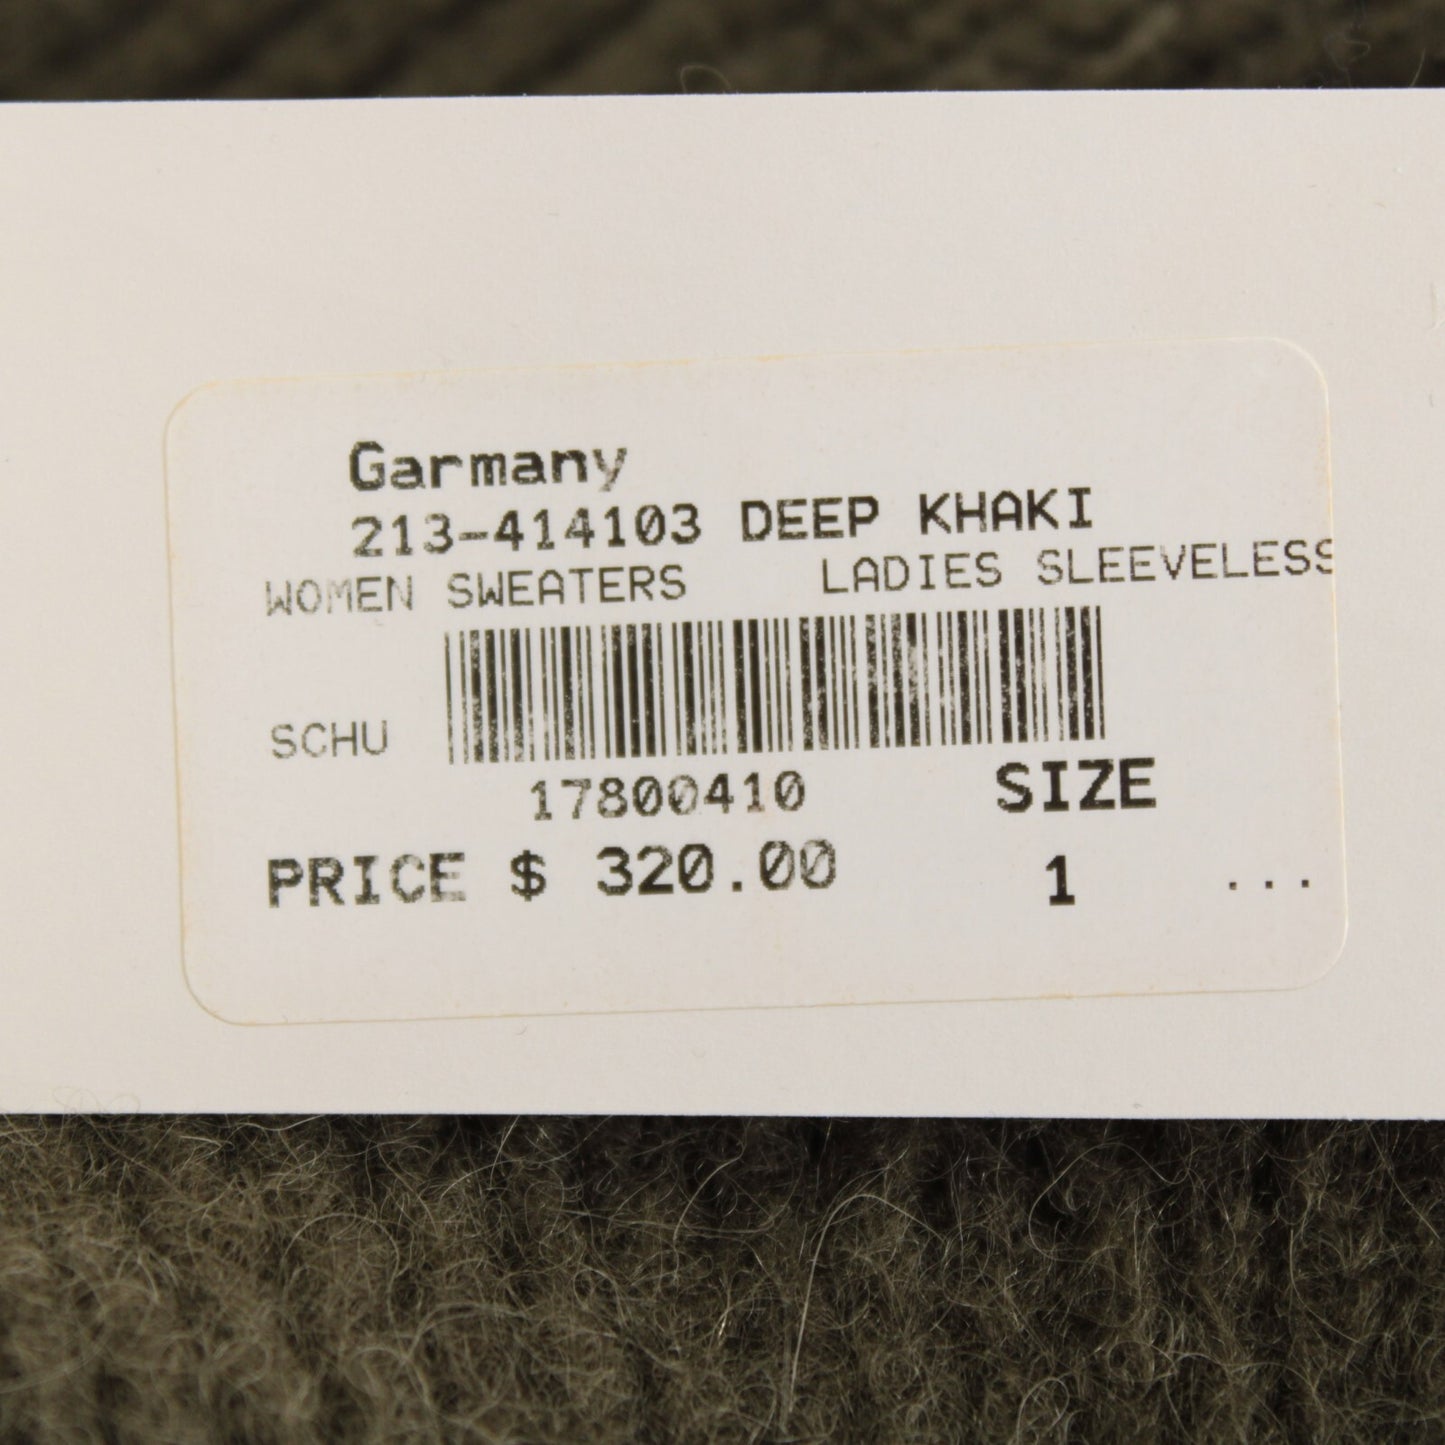 Garmany
213-414103 DEEP KHAKI
WOMEN SWEATERS LADIES SLEEVELESS
SCHU
17800410 SIZE
PRICE $ 320.00 1 ...